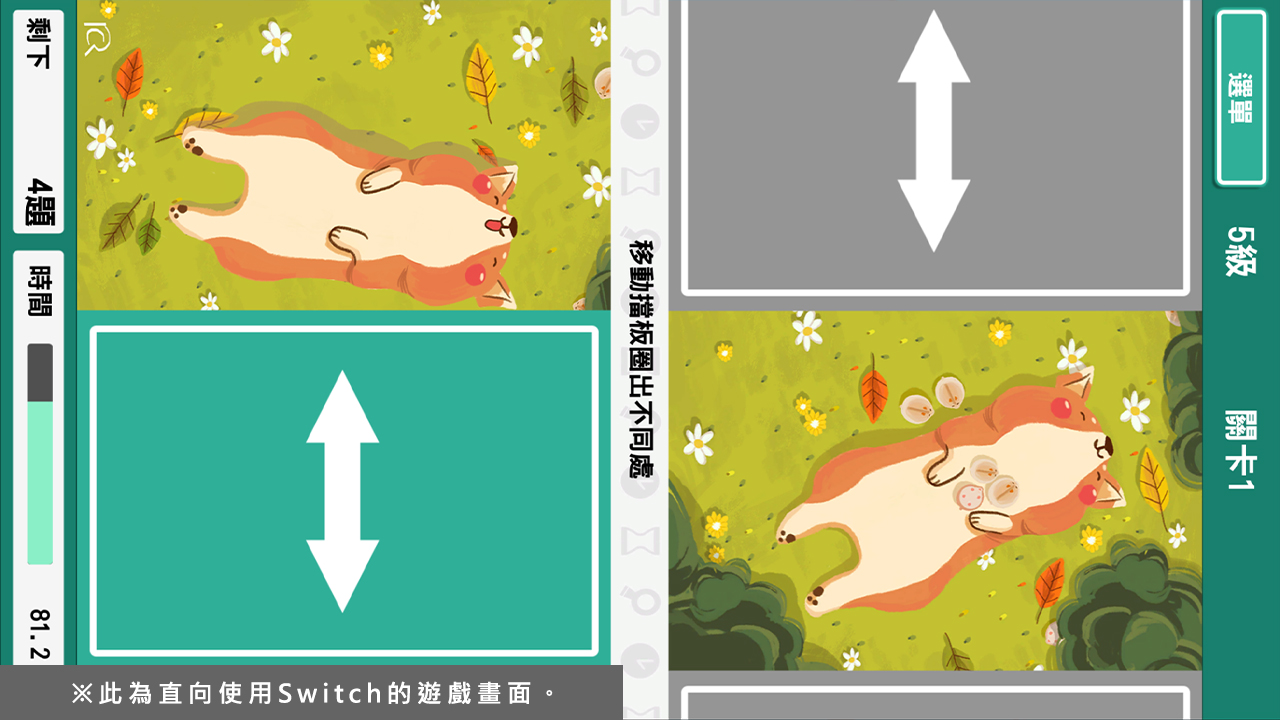 選單
5級
關卡1
移動擋板圈出不同處
剩下
4題
時間
81.2
※此為直向使用Switch的遊戲畫面。